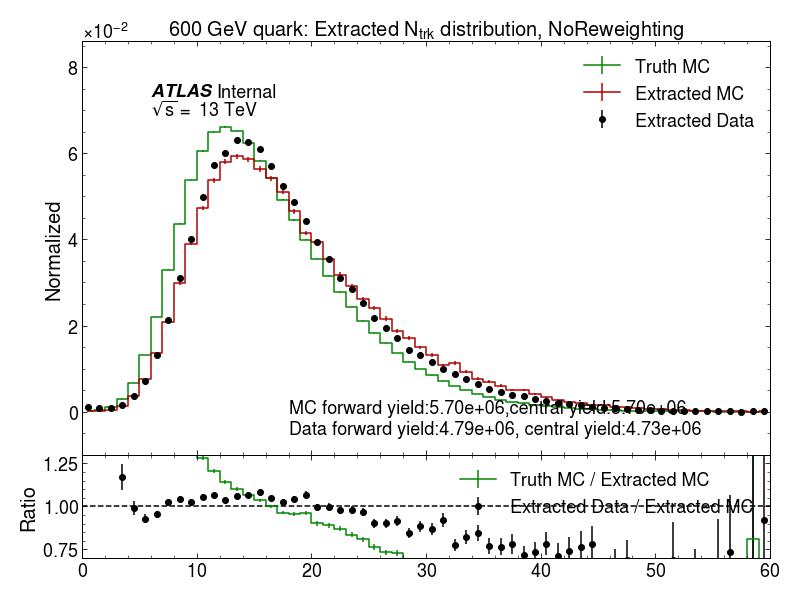 ×10⁻² 600 GeV quark: Extracted N_trk distribution, NoReweighting
8
ATLAS Internal
√s = 13 TeV
Truth MC
Extracted MC
Extracted Data
6
4
2
0
Normalized
MC forward yield:5.70e+06,central yield:5.70e+06
Data forward yield:4.79e+06, central yield:4.73e+06
1.25
1.00
0.75
Ratio
Truth MC / Extracted MC
Extracted Data / Extracted MC
0 10 20 30 40 50 60